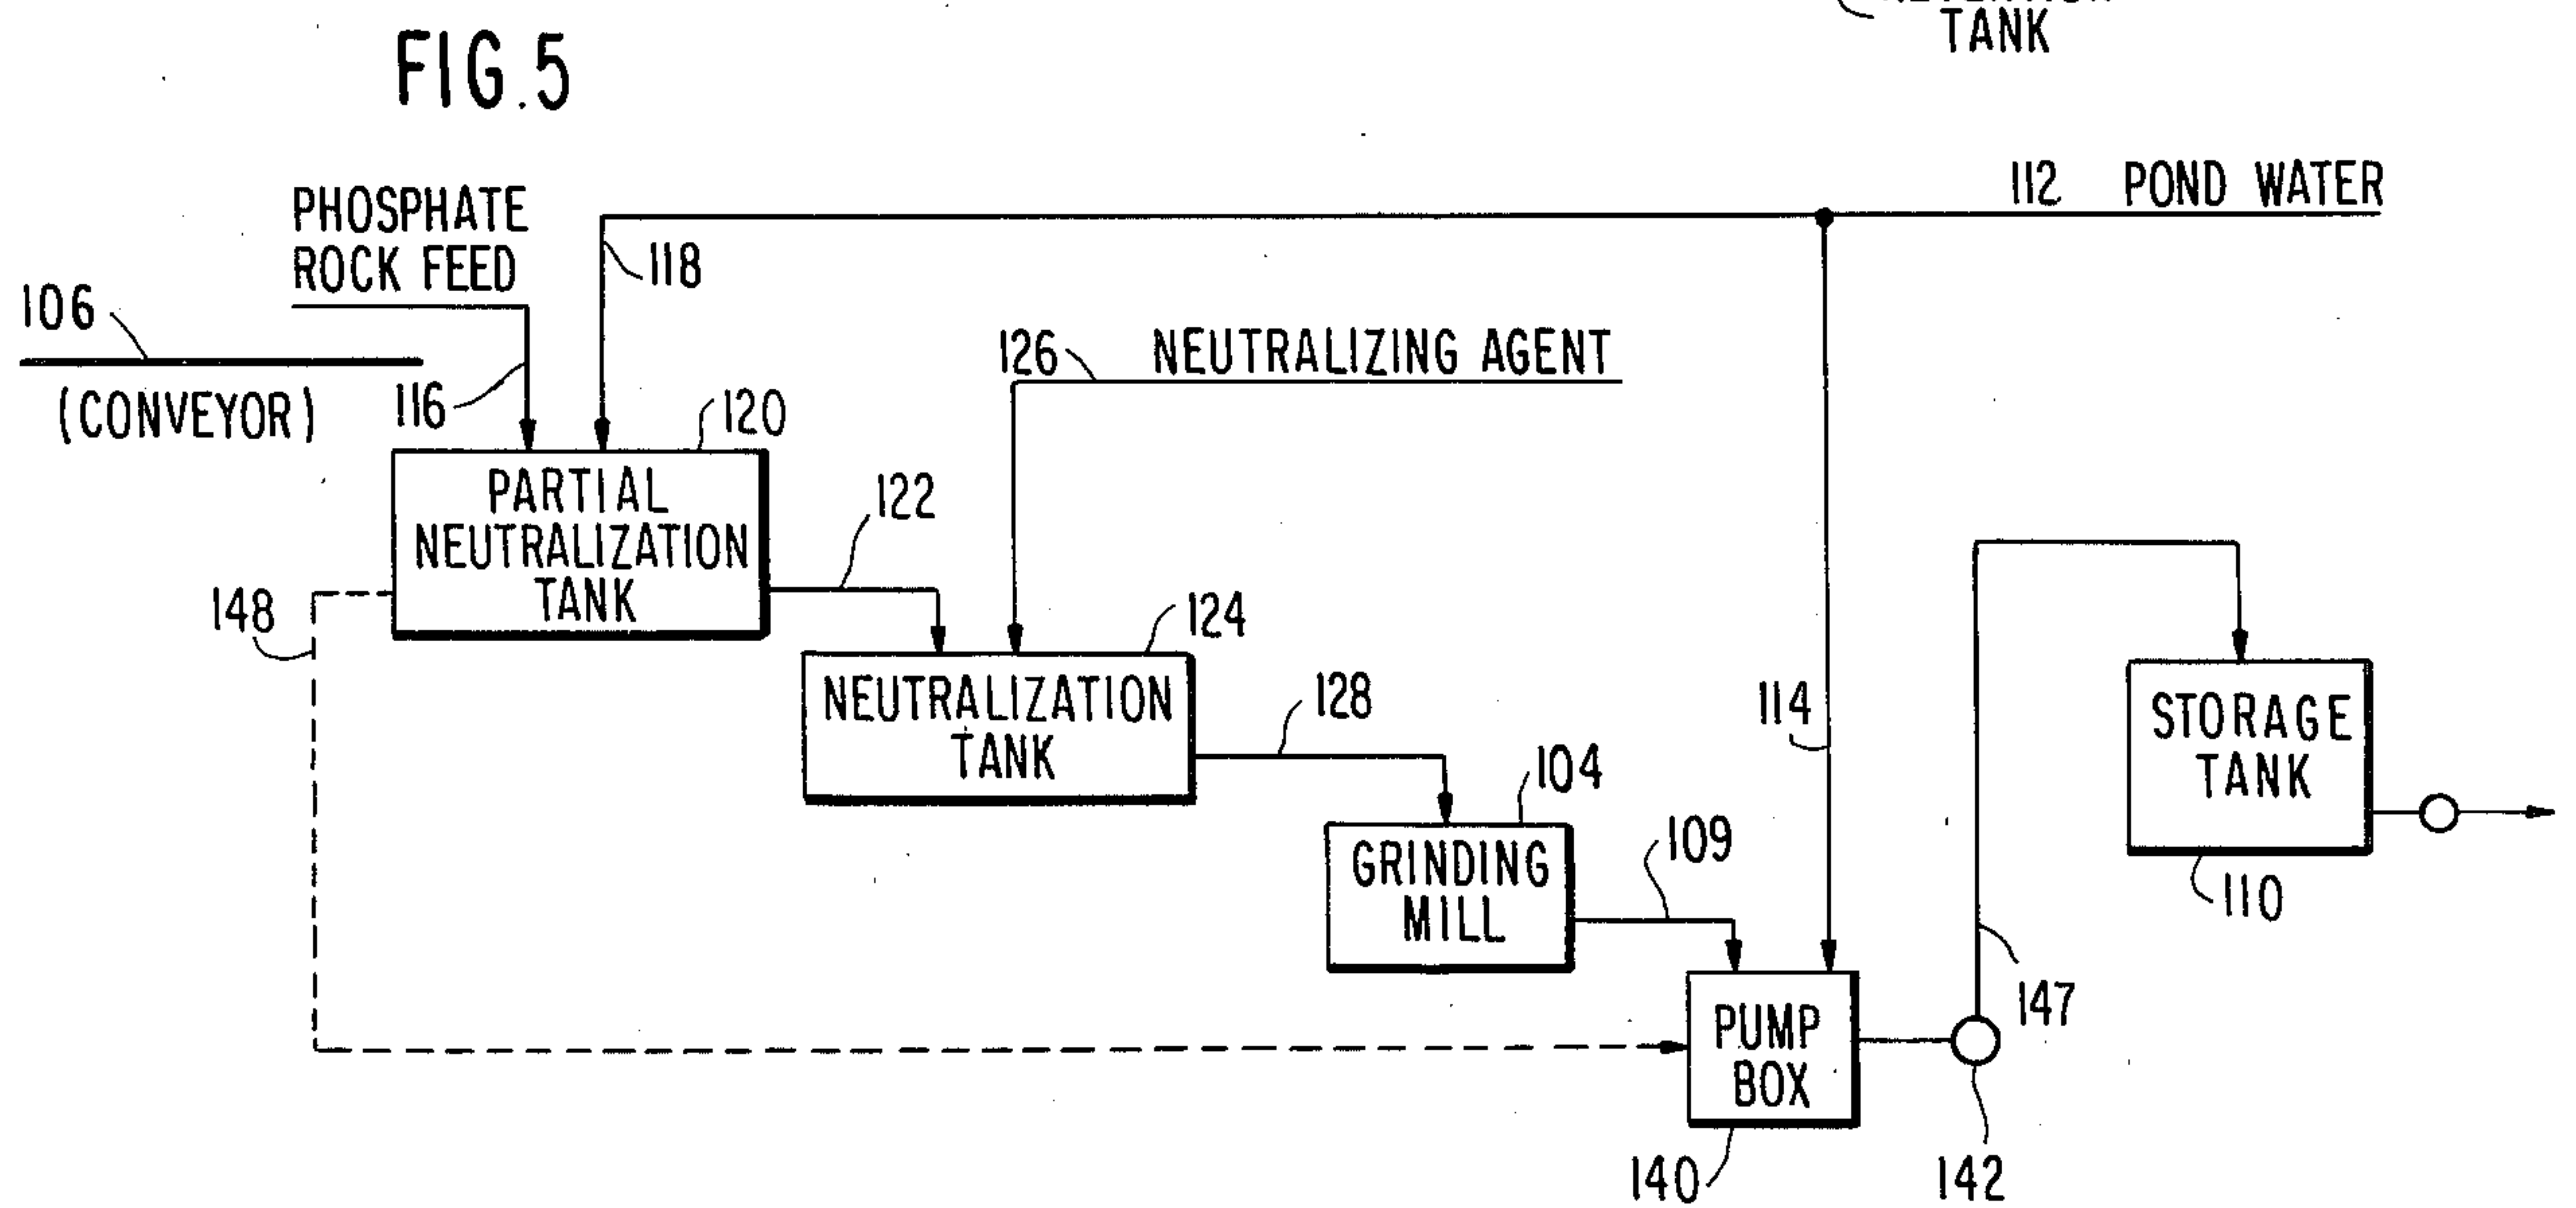 TANK
FIG.5
112 POND WATER
PHOSPHATE
ROCK FEED
118
106
126 NEUTRALIZING AGENT
(CONVEYOR)
116
120
PARTIAL
NEUTRALIZATION
TANK
122
148
124
NEUTRALIZATION
TANK
128
114
STORAGE
TANK
104
GRINDING
MILL
109
110
147
PUMP
BOX
140
142